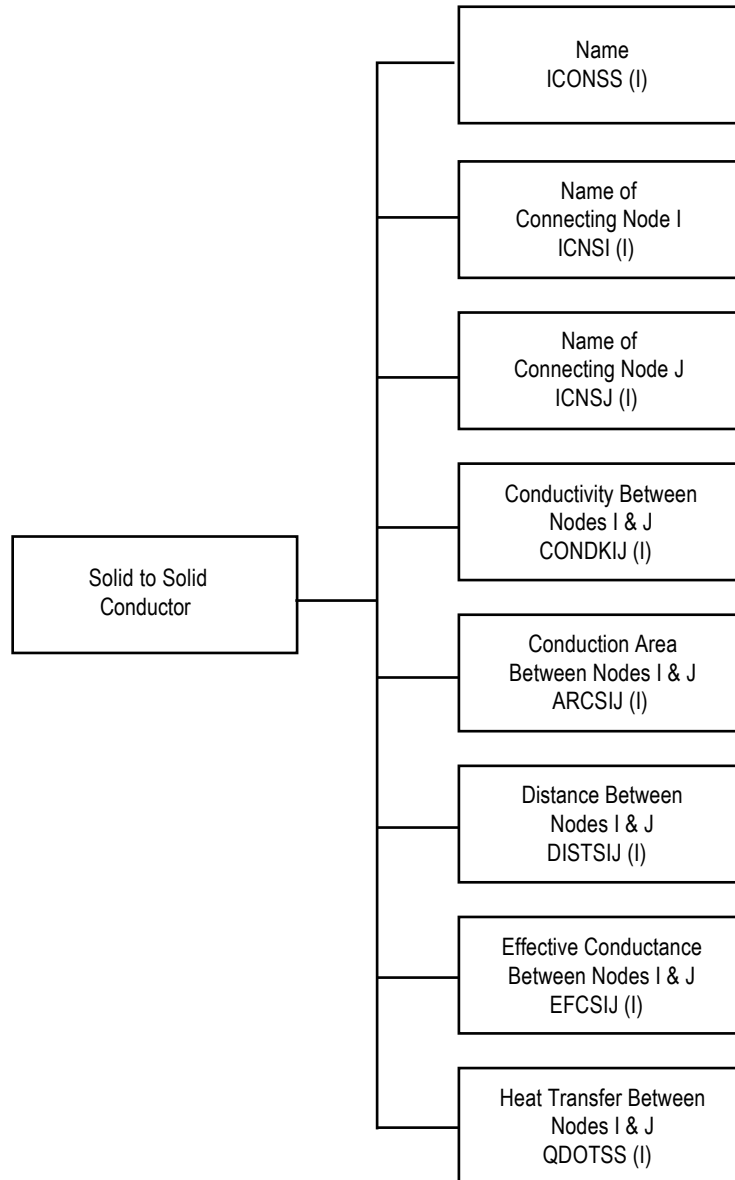 Name
ICONSS (I)
Name of
Connecting Node I
ICNSI (I)
Name of
Connecting Node J
ICNSJ (I)
Conductivity Between
Nodes I & J
CONDKIJ (I)
Solid to Solid
Conductor
Conduction Area
Between Nodes I & J
ARCSIJ (I)
Distance Between
Nodes I & J
DISTSIJ (I)
Effective Conductance
Between Nodes I & J
EFCSIJ (I)
Heat Transfer Between
Nodes I & J
QDOTSS (I)